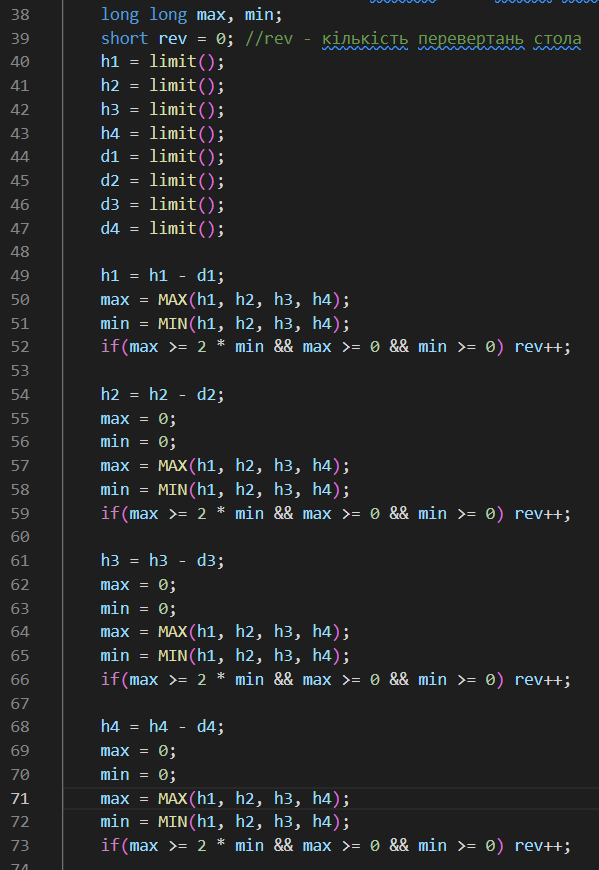 38 long long max, min;
39 short rev = 0; //rev - кількість перевертань стола
40 h1 = limit();
41 h2 = limit();
42 h3 = limit();
43 h4 = limit();
44 d1 = limit();
45 d2 = limit();
46 d3 = limit();
47 d4 = limit();
48
49 h1 = h1 - d1;
50 max = MAX(h1, h2, h3, h4);
51 min = MIN(h1, h2, h3, h4);
52 if(max >= 2 * min && max >= 0 && min >= 0) rev++;
53
54 h2 = h2 - d2;
55 max = 0;
56 min = 0;
57 max = MAX(h1, h2, h3, h4);
58 min = MIN(h1, h2, h3, h4);
59 if(max >= 2 * min && max >= 0 && min >= 0) rev++;
60
61 h3 = h3 - d3;
62 max = 0;
63 min = 0;
64 max = MAX(h1, h2, h3, h4);
65 min = MIN(h1, h2, h3, h4);
66 if(max >= 2 * min && max >= 0 && min >= 0) rev++;
67
68 h4 = h4 - d4;
69 max = 0;
70 min = 0;
71 max = MAX(h1, h2, h3, h4);
72 min = MIN(h1, h2, h3, h4);
73 if(max >= 2 * min && max >= 0 && min >= 0) rev++;
74